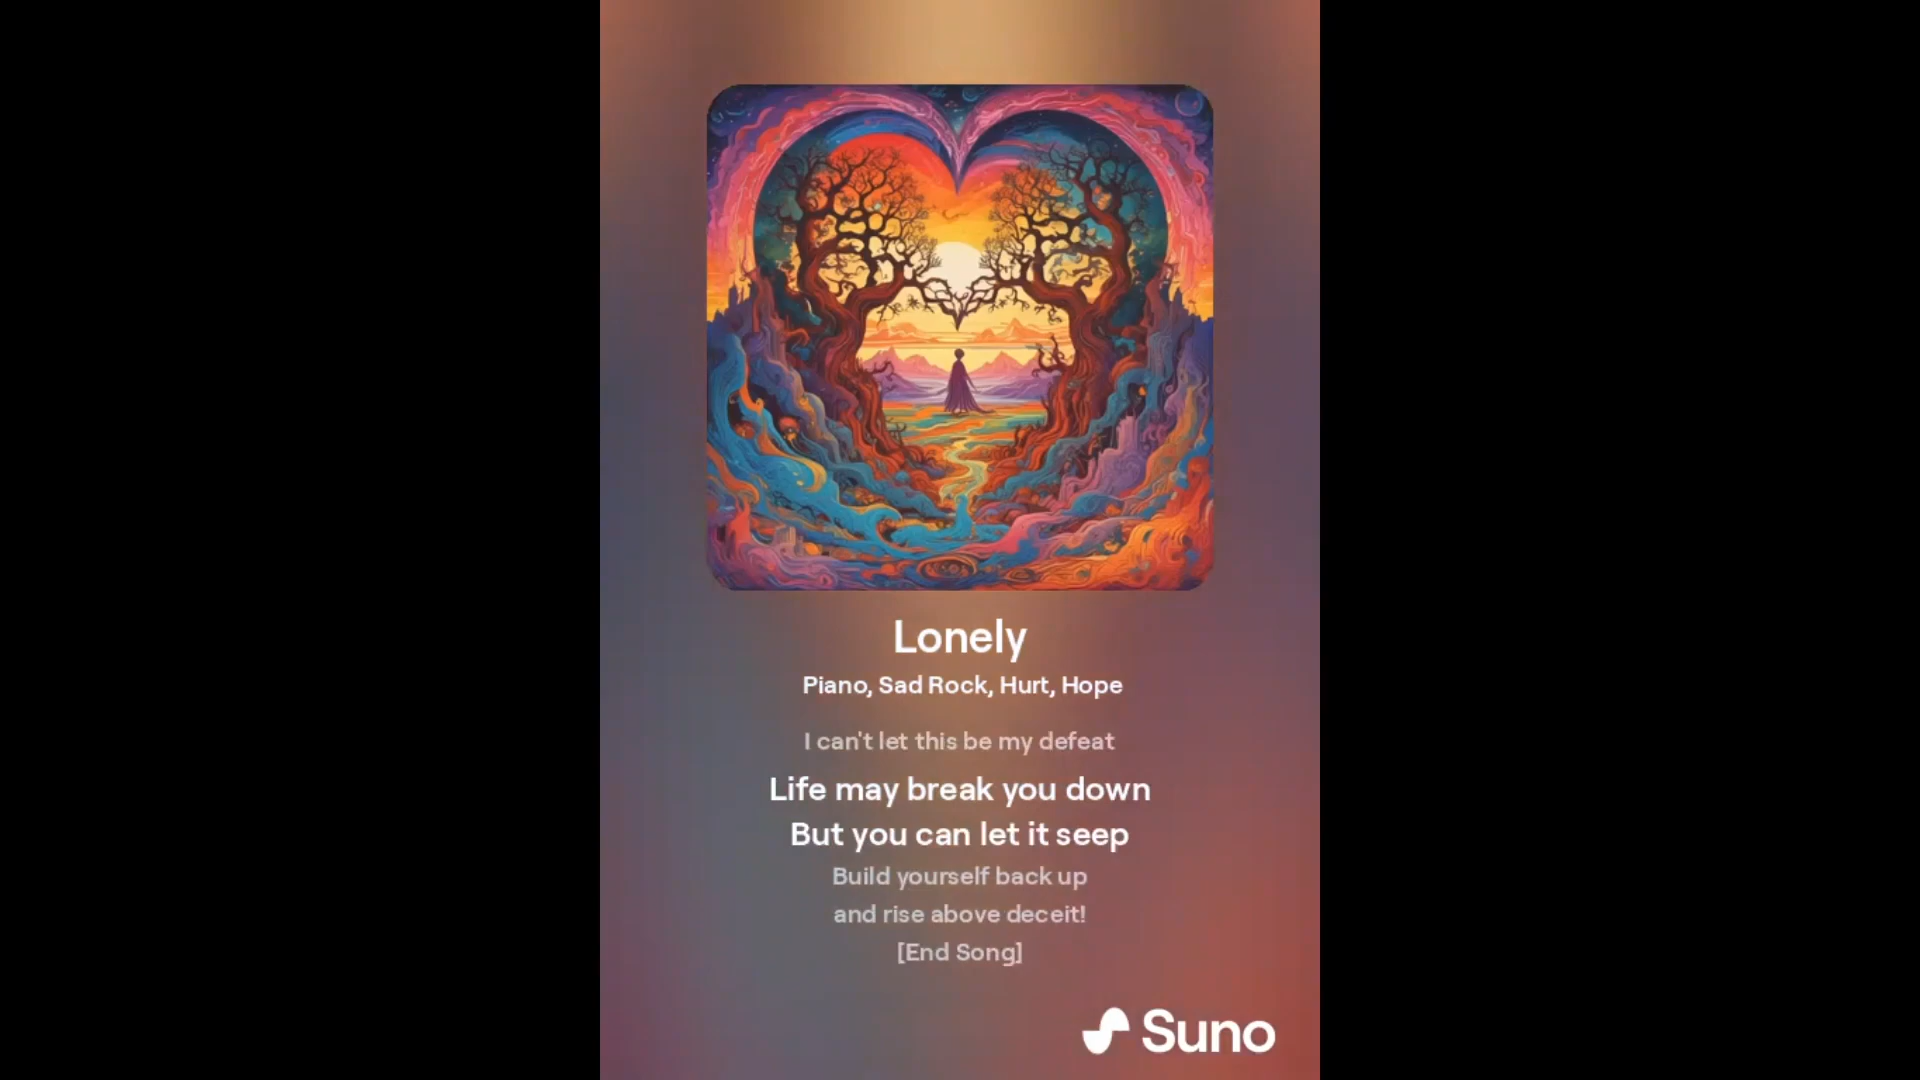 Lonely
Piano, Sad Rock, Hurt, Hope
I can't let this be my defeat
Life may break you down
But you can let it seep
Build yourself back up
and rise above deceit!
[End Song]
Suno